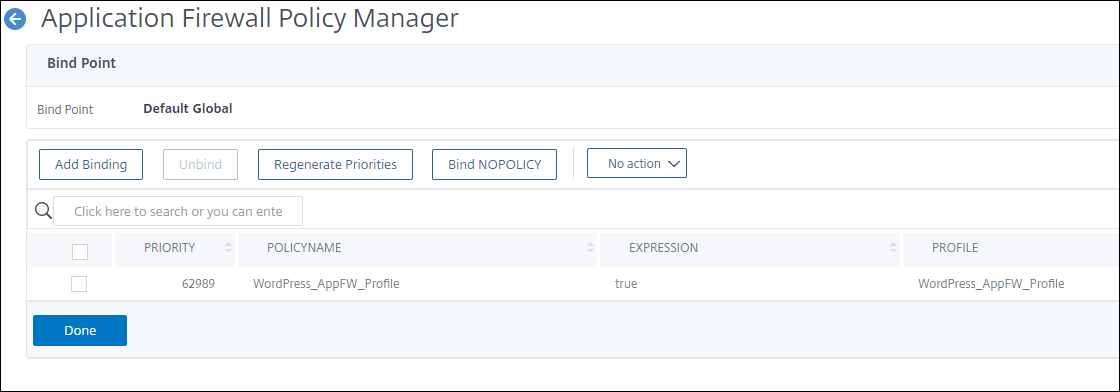 Application Firewall Policy Manager
Bind Point
Bind Point Default Global
Add Binding Unbind Regenerate Priorities Bind NOPOLICY No action
Click here to search or you can ente
PRIORITY POLICYNAME EXPRESSION PROFILE
62989 WordPress_AppFW_Profile true WordPress_AppFW_Profile
Done